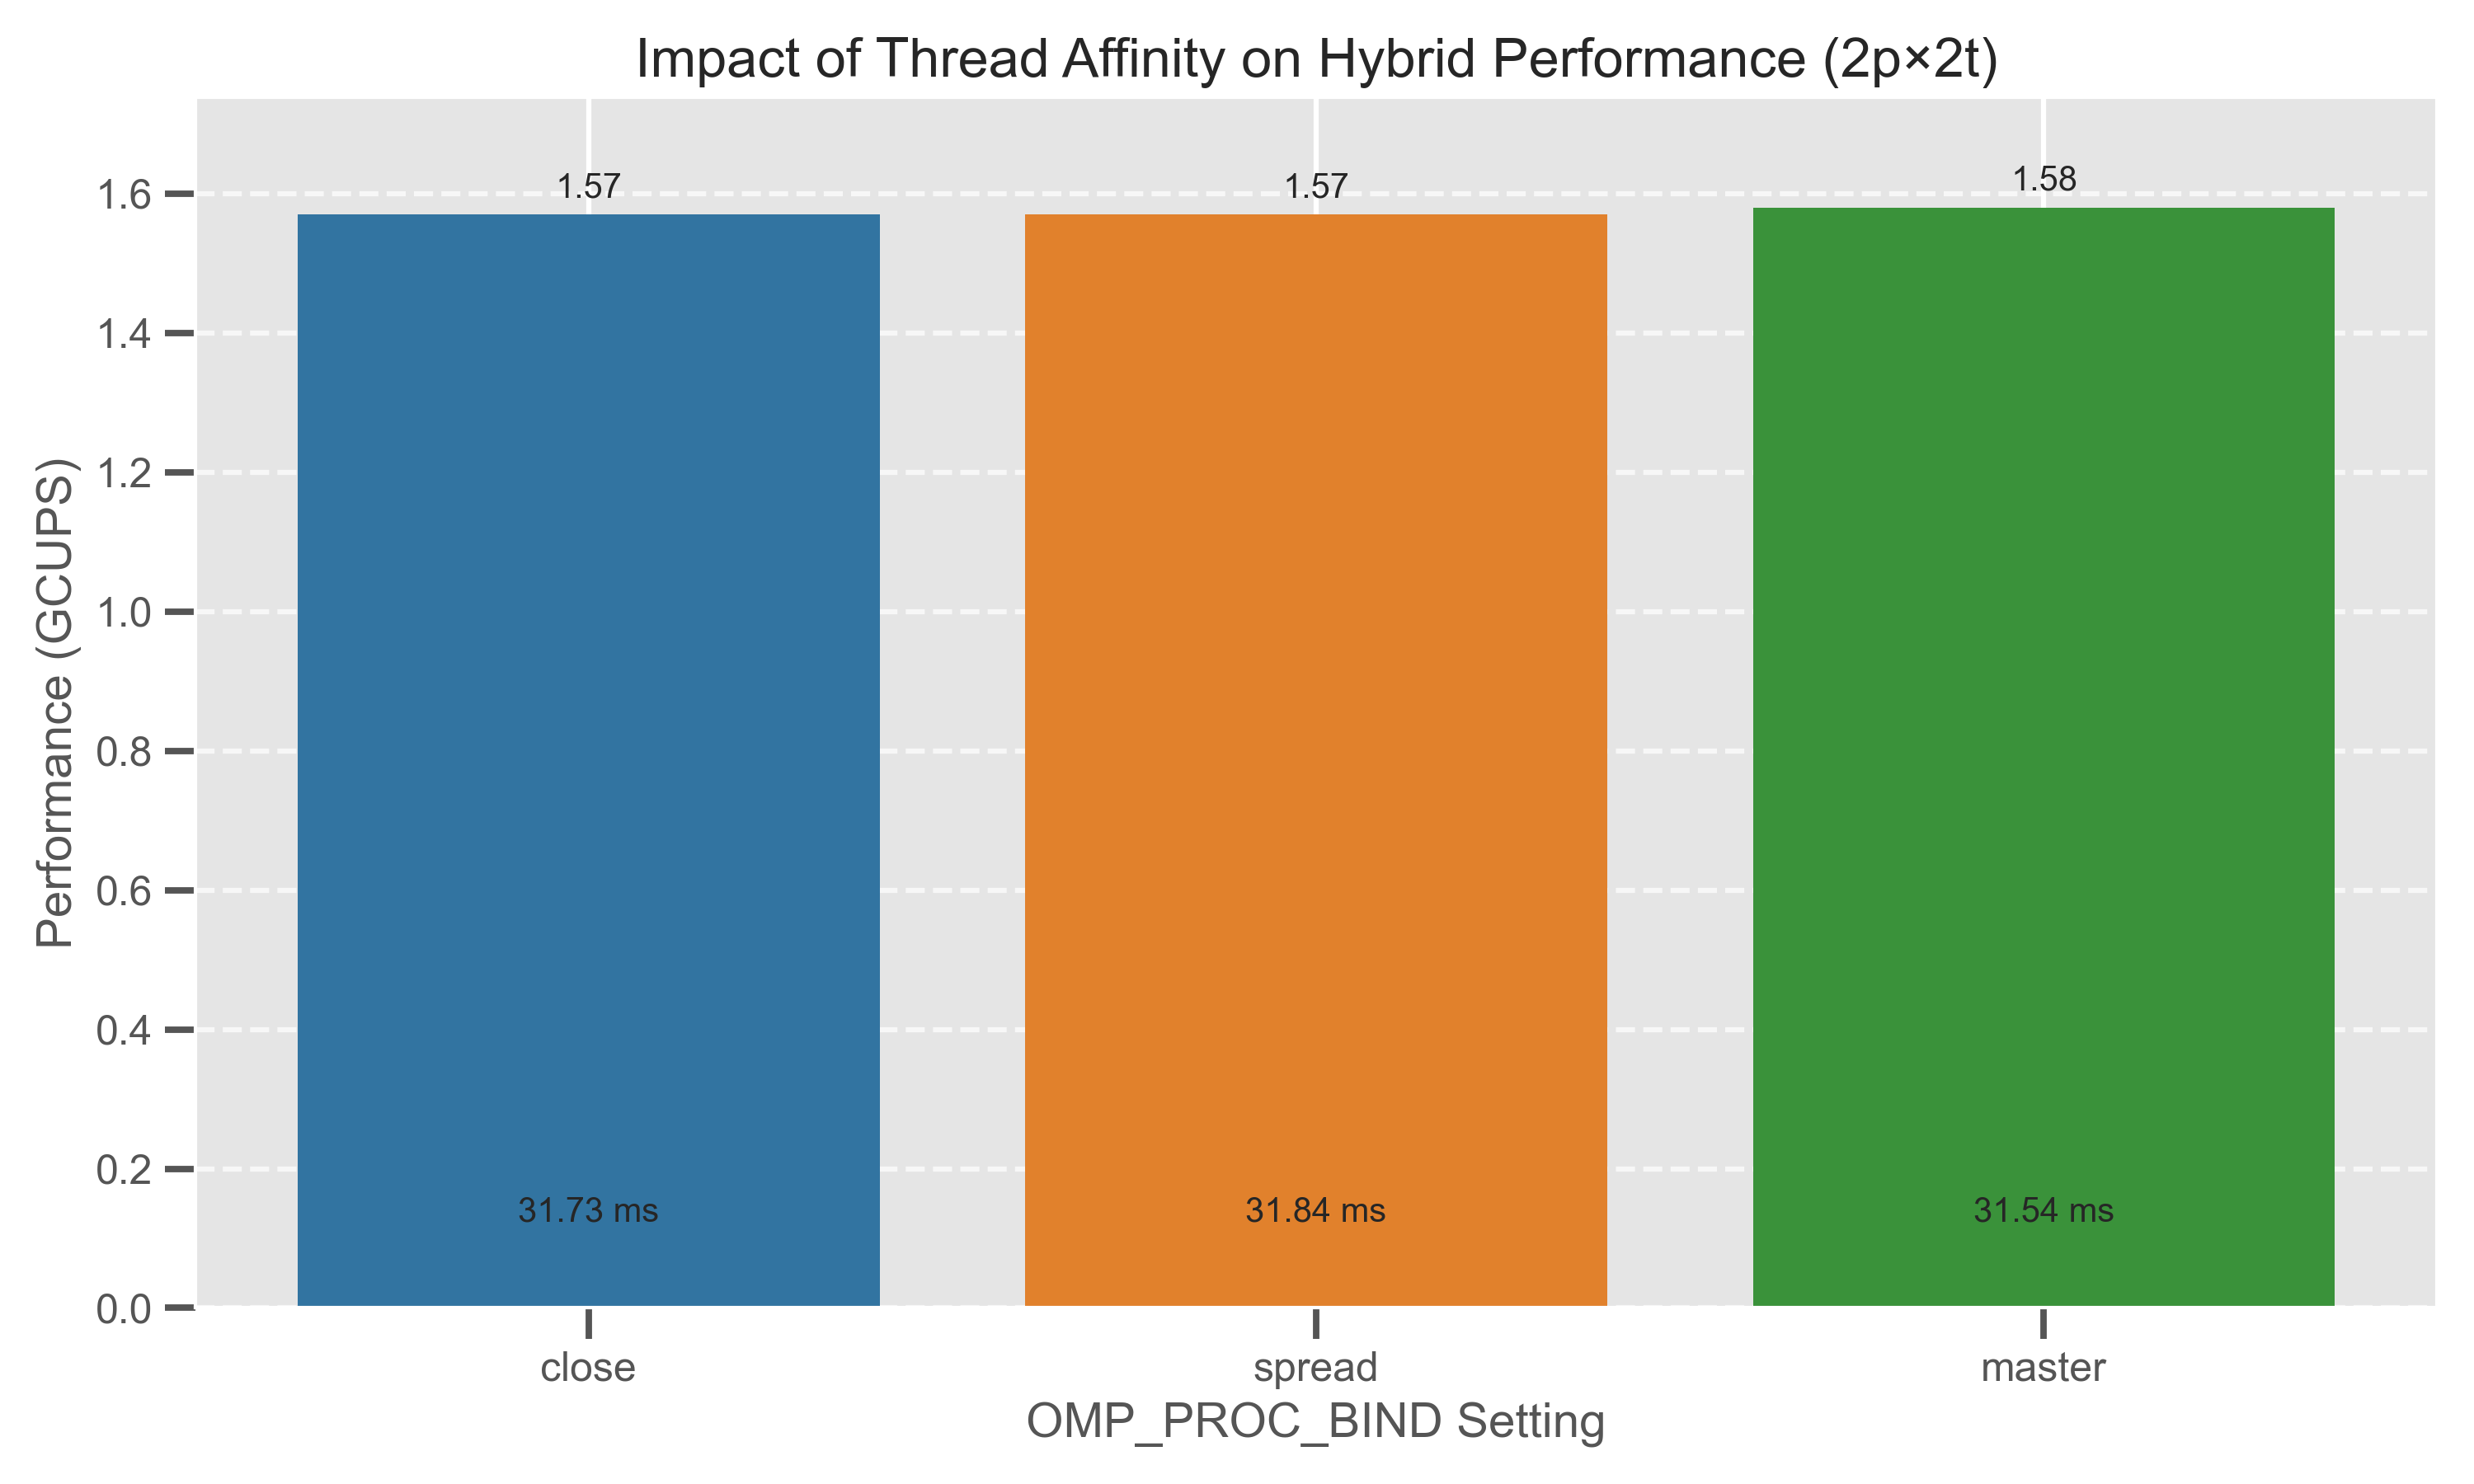 Impact of Thread Affinity on Hybrid Performance (2p×2t)
Performance (GCUPS)
1.6
1.4
1.2
1.0
0.8
0.6
0.4
0.2
0.0
1.57
1.57
1.58
31.73 ms
31.84 ms
31.54 ms
close
spread
master
OMP_PROC_BIND Setting